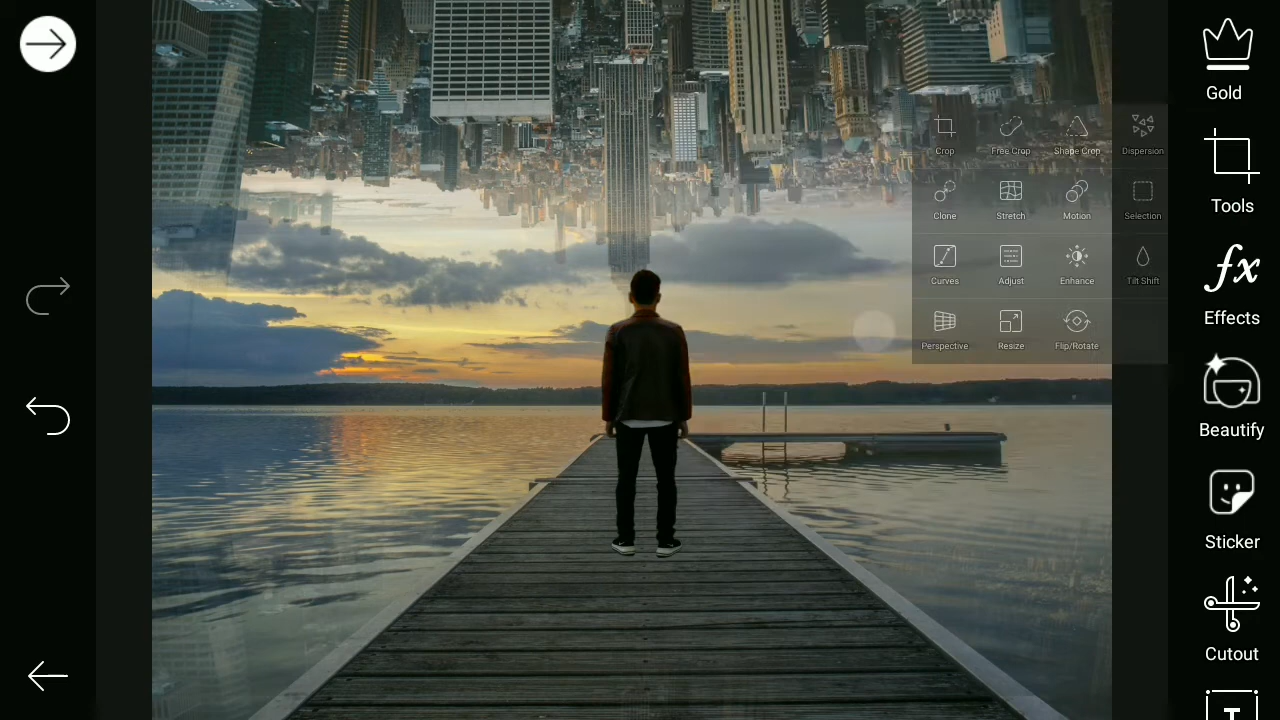 Gold
Crop Free Crop Shape Crop Dispersion
Tools
Clone Stretch Motion Selection
Curves Adjust Enhance Tilt Shift
fx
Effects
Perspective Resize Flip/Rotate
Beautify
Sticker
Cutout
T